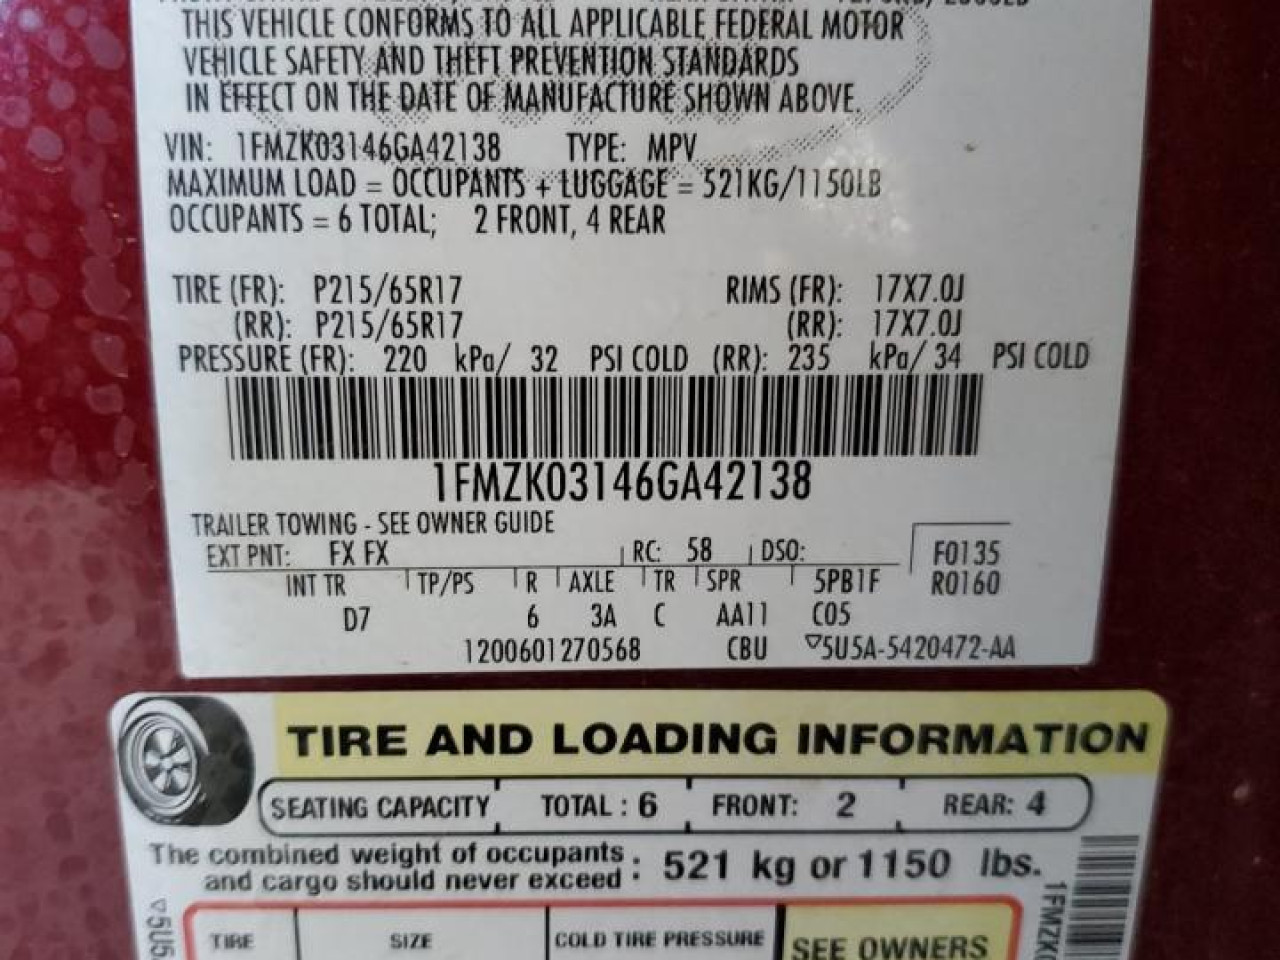 THIS VEHICLE CONFORMS TO ALL APPLICABLE FEDERAL MOTOR
VEHICLE SAFETY AND THEFT PREVENTION STANDARDS
IN EFFECT ON THE DATE OF MANUFACTURE SHOWN ABOVE.
VIN: 1FMZK03146GA42138 TYPE: MPV
MAXIMUM LOAD = OCCUPANTS + LUGGAGE = 521KG/1150LB
OCCUPANTS = 6 TOTAL; 2 FRONT, 4 REAR
TIRE (FR): P215/65R17 RIMS (FR): 17X7.0J
(RR): P215/65R17 (RR): 17X7.0J
PRESSURE (FR): 220 kPa/ 32 PSI COLD (RR): 235 kPa/ 34 PSI COLD
1FMZK03146GA42138
TRAILER TOWING - SEE OWNER GUIDE
EXT PNT: FX FX RC: 58 DSO: F0135
INT TR TP/PS R AXLE TR SPR 5PB1F R0160
D7 6 3A C AA11 C05
1200601270568 CBU ▽5U5A-5420472-AA
TIRE AND LOADING INFORMATION
SEATING CAPACITY TOTAL : 6 FRONT: 2 REAR: 4
The combined weight of occupants
and cargo should never exceed : 521 kg or 1150 lbs.
TIRE SIZE COLD TIRE PRESSURE SEE OWNERS
▽5U5
1FMZK0